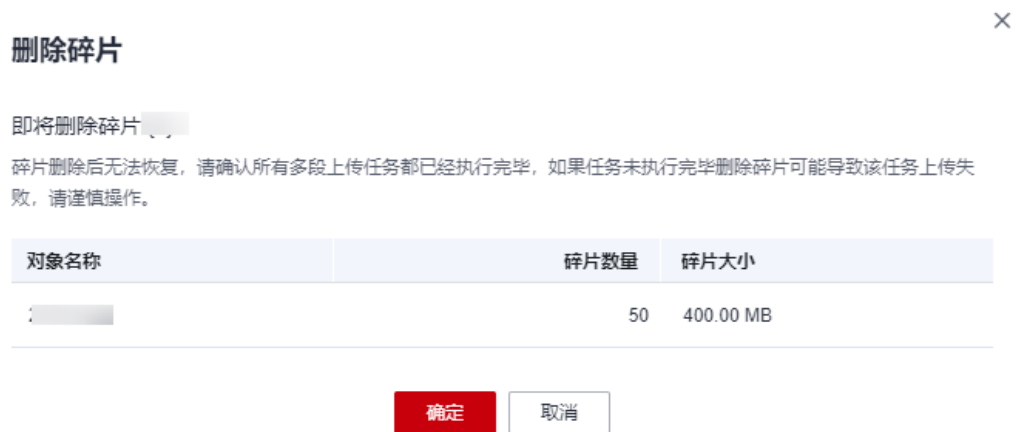 删除碎片
即将删除碎片
碎片删除后无法恢复，请确认所有多段上传任务都已经执行完毕，如果任务未执行完毕删除碎片可能导致该任务上传失
败，请谨慎操作。
对象名称 碎片数量 碎片大小
50 400.00 MB
确定 取消